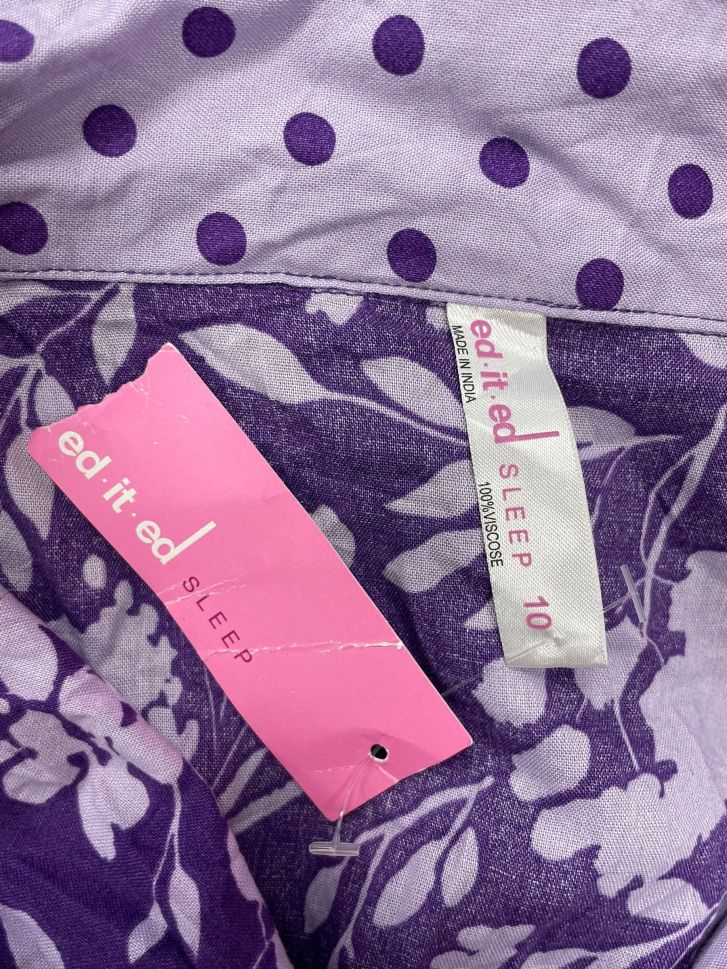 ed·it·ed
SLEEP
ed·it·ed SLEEP 10
MADE IN INDIA
100%VISCOSE